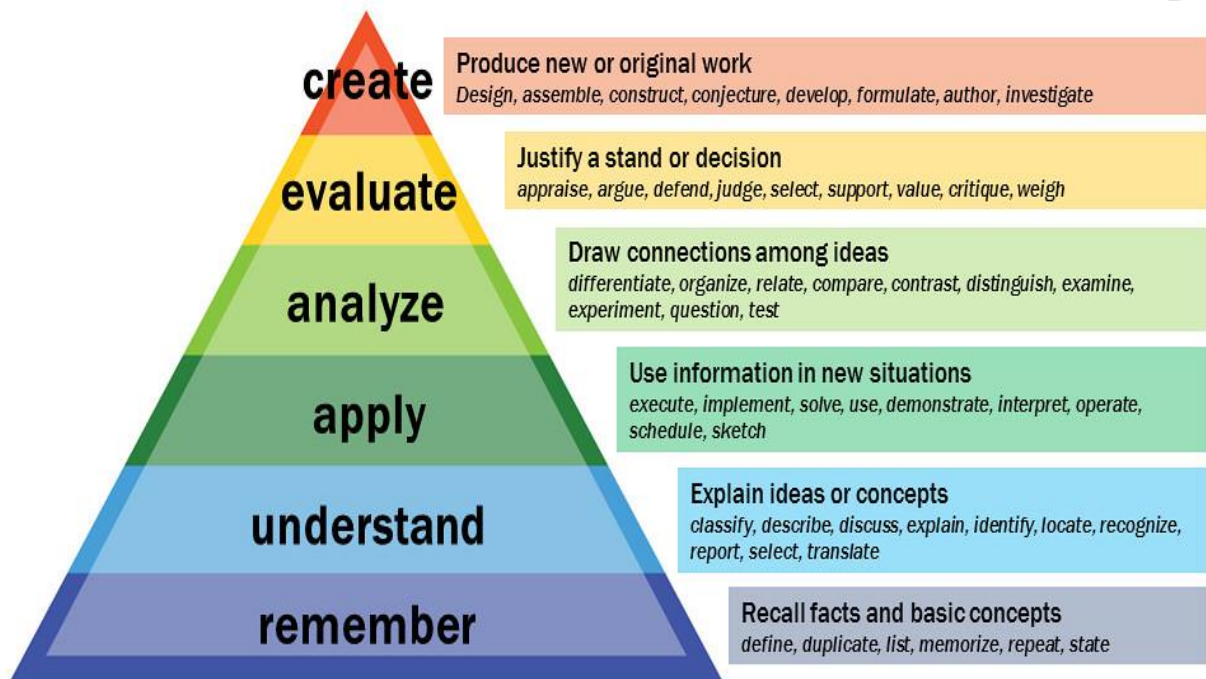 create
Produce new or original work
Design, assemble, construct, conjecture, develop, formulate, author, investigate
evaluate
Justify a stand or decision
appraise, argue, defend, judge, select, support, value, critique, weigh
analyze
Draw connections among ideas
differentiate, organize, relate, compare, contrast, distinguish, examine,
experiment, question, test
apply
Use information in new situations
execute, implement, solve, use, demonstrate, interpret, operate,
schedule, sketch
understand
Explain ideas or concepts
classify, describe, discuss, explain, identify, locate, recognize,
report, select, translate
remember
Recall facts and basic concepts
define, duplicate, list, memorize, repeat, state